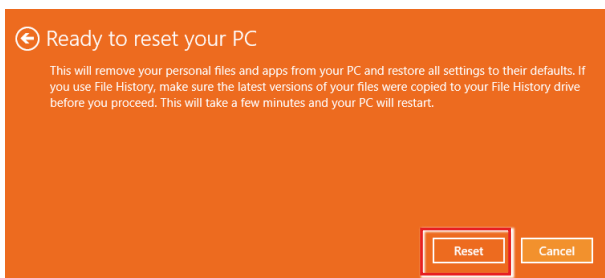 Ready to reset your PC
This will remove your personal files and apps from your PC and restore all settings to their defaults. If
you use File History, make sure the latest versions of your files were copied to your File History drive
before you proceed. This will take a few minutes and your PC will restart.
Reset Cancel